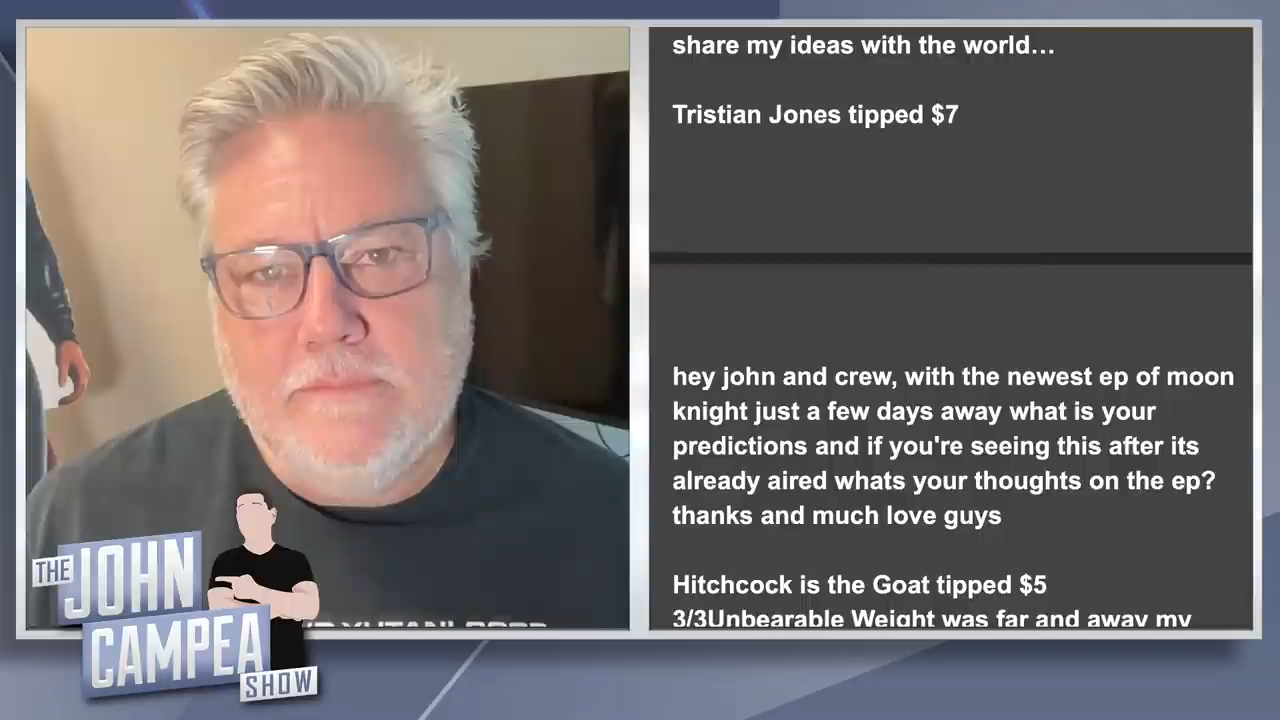 share my ideas with the world…
Tristian Jones tipped $7
hey john and crew, with the newest ep of moon
knight just a few days away what is your
predictions and if you're seeing this after its
already aired whats your thoughts on the ep?
thanks and much love guys
Hitchcock is the Goat tipped $5
3/3Unbearable Weight was far and away my
THE
JOHN
CAMPEA
SHOW